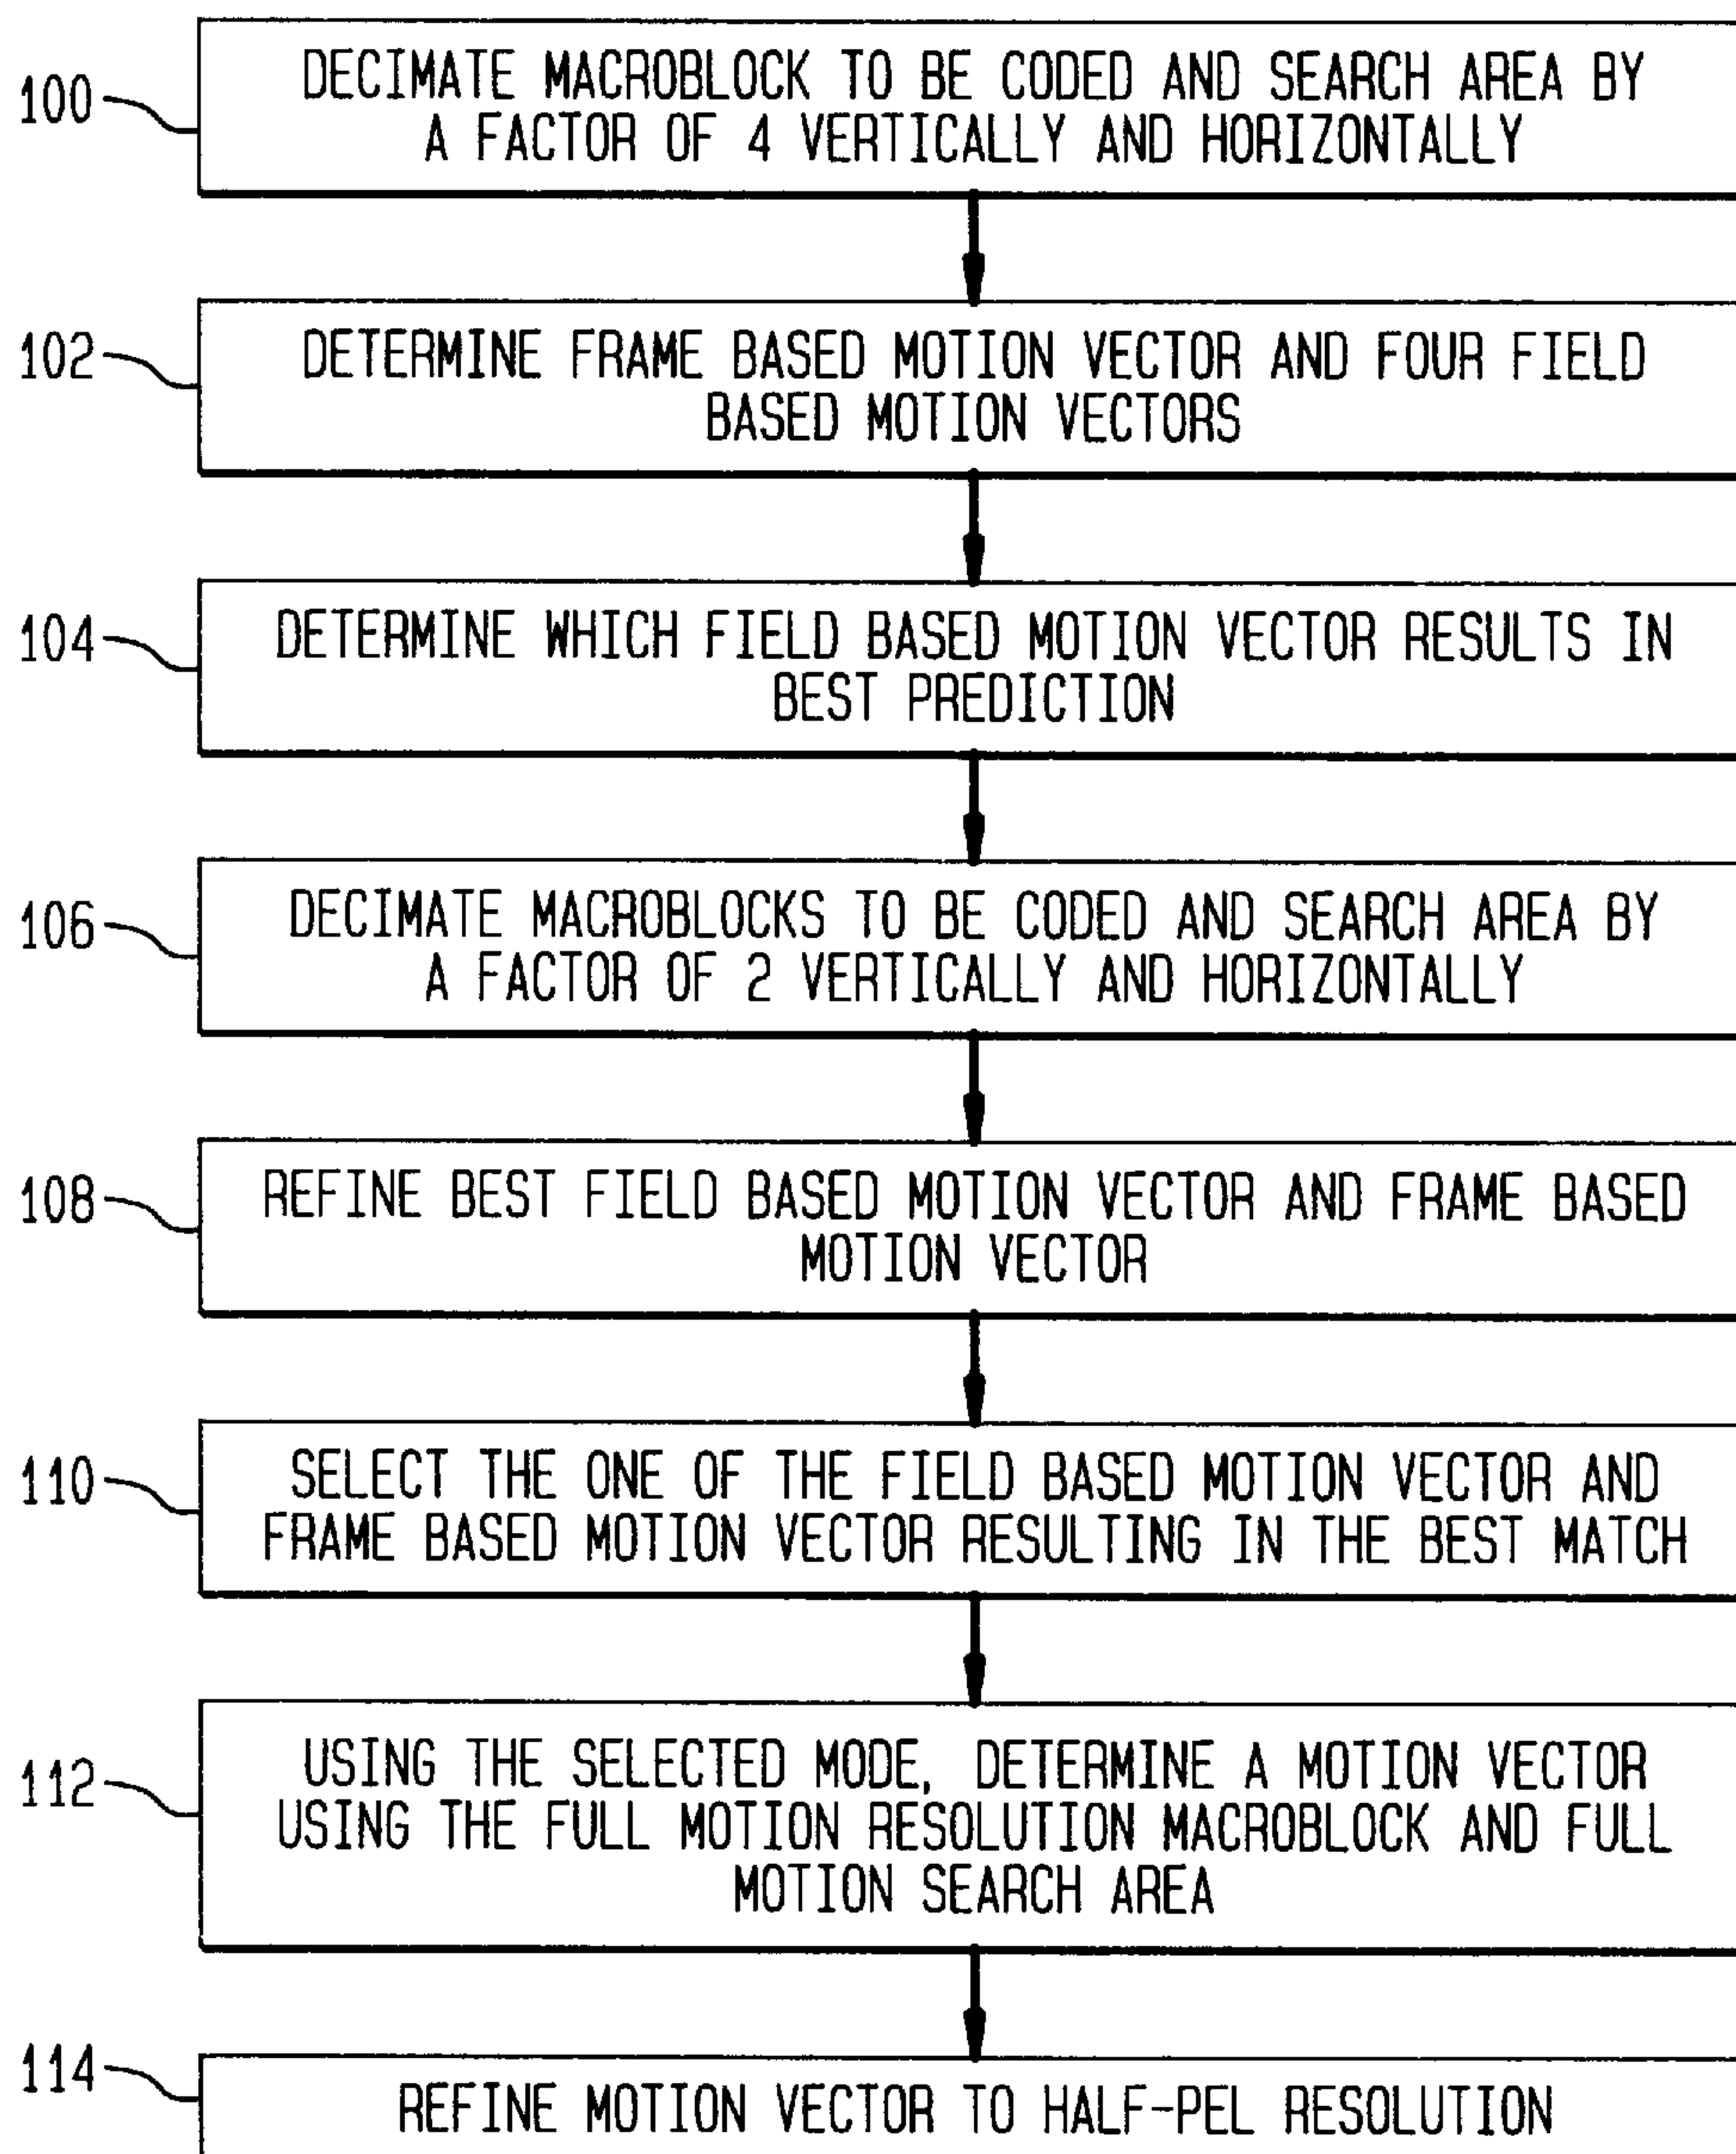 100
DECIMATE MACROBLOCK TO BE CODED AND SEARCH AREA BY
A FACTOR OF 4 VERTICALLY AND HORIZONTALLY
102
DETERMINE FRAME BASED MOTION VECTOR AND FOUR FIELD
BASED MOTION VECTORS
104
DETERMINE WHICH FIELD BASED MOTION VECTOR RESULTS IN
BEST PREDICTION
106
DECIMATE MACROBLOCKS TO BE CODED AND SEARCH AREA BY
A FACTOR OF 2 VERTICALLY AND HORIZONTALLY
108
REFINE BEST FIELD BASED MOTION VECTOR AND FRAME BASED
MOTION VECTOR
110
SELECT THE ONE OF THE FIELD BASED MOTION VECTOR AND
FRAME BASED MOTION VECTOR RESULTING IN THE BEST MATCH
112
USING THE SELECTED MODE, DETERMINE A MOTION VECTOR
USING THE FULL MOTION RESOLUTION MACROBLOCK AND FULL
MOTION SEARCH AREA
114
REFINE MOTION VECTOR TO HALF-PEL RESOLUTION